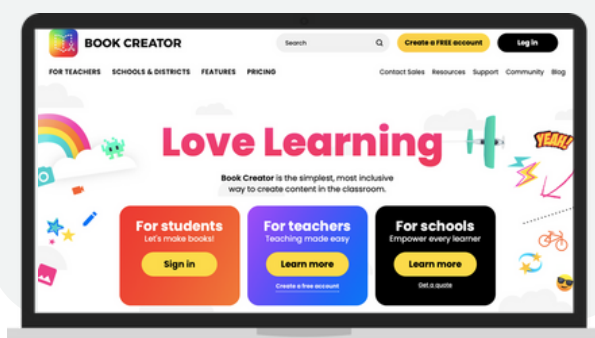 BOOK CREATOR
Search
Create a FREE account
Log in
FOR TEACHERS SCHOOLS & DISTRICTS FEATURES PRICING
Contact Sales Resources Support Community Blog
Love Learning
YEAH!
Book Creator is the simplest, most inclusive
way to create content in the classroom.
For students
Let's make books!
Sign in
For teachers
Teaching made easy
Learn more
Create a free account
For schools
Empower every learner
Learn more
Get a quote